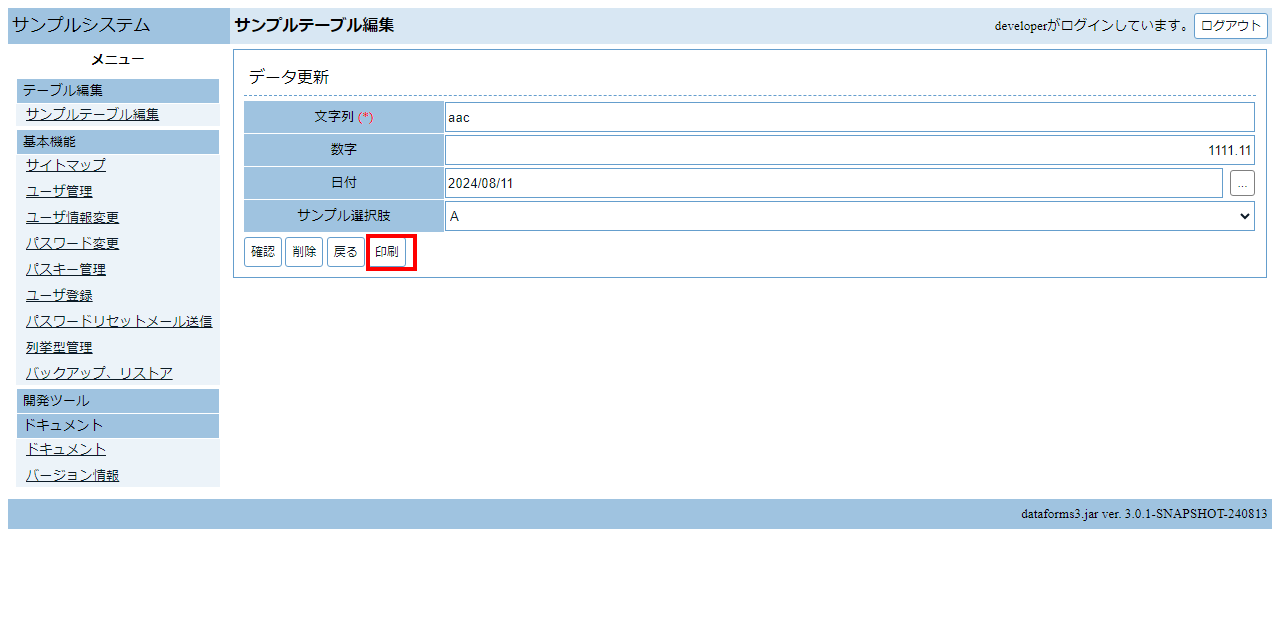 サンプルシステム
サンプルテーブル編集
developerがログインしています。 ログアウト
メニュー
テーブル編集
サンプルテーブル編集
基本機能
サイトマップ
ユーザ管理
ユーザ情報変更
パスワード変更
パスキー管理
ユーザ登録
パスワードリセットメール送信
列挙型管理
バックアップ、リストア
開発ツール
ドキュメント
ドキュメント
バージョン情報
データ更新
文字列 (*) aac
数字 1111.11
日付 2024/08/11 ...
サンプル選択肢 A
確認 削除 戻る 印刷
dataforms3.jar ver. 3.0.1-SNAPSHOT-240813